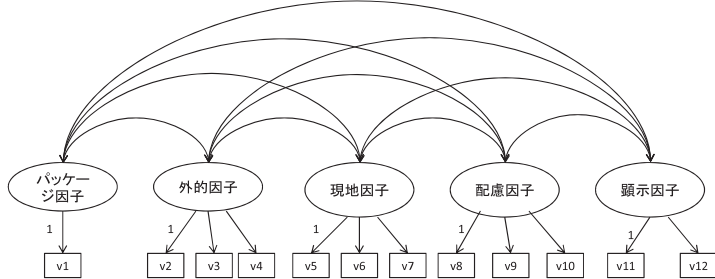 パッケー
ジ因子
外的因子
現地因子
配慮因子
顕示因子
1
1
1
1
1
v1
v2
v3
v4
v5
v6
v7
v8
v9
v10
v11
v12